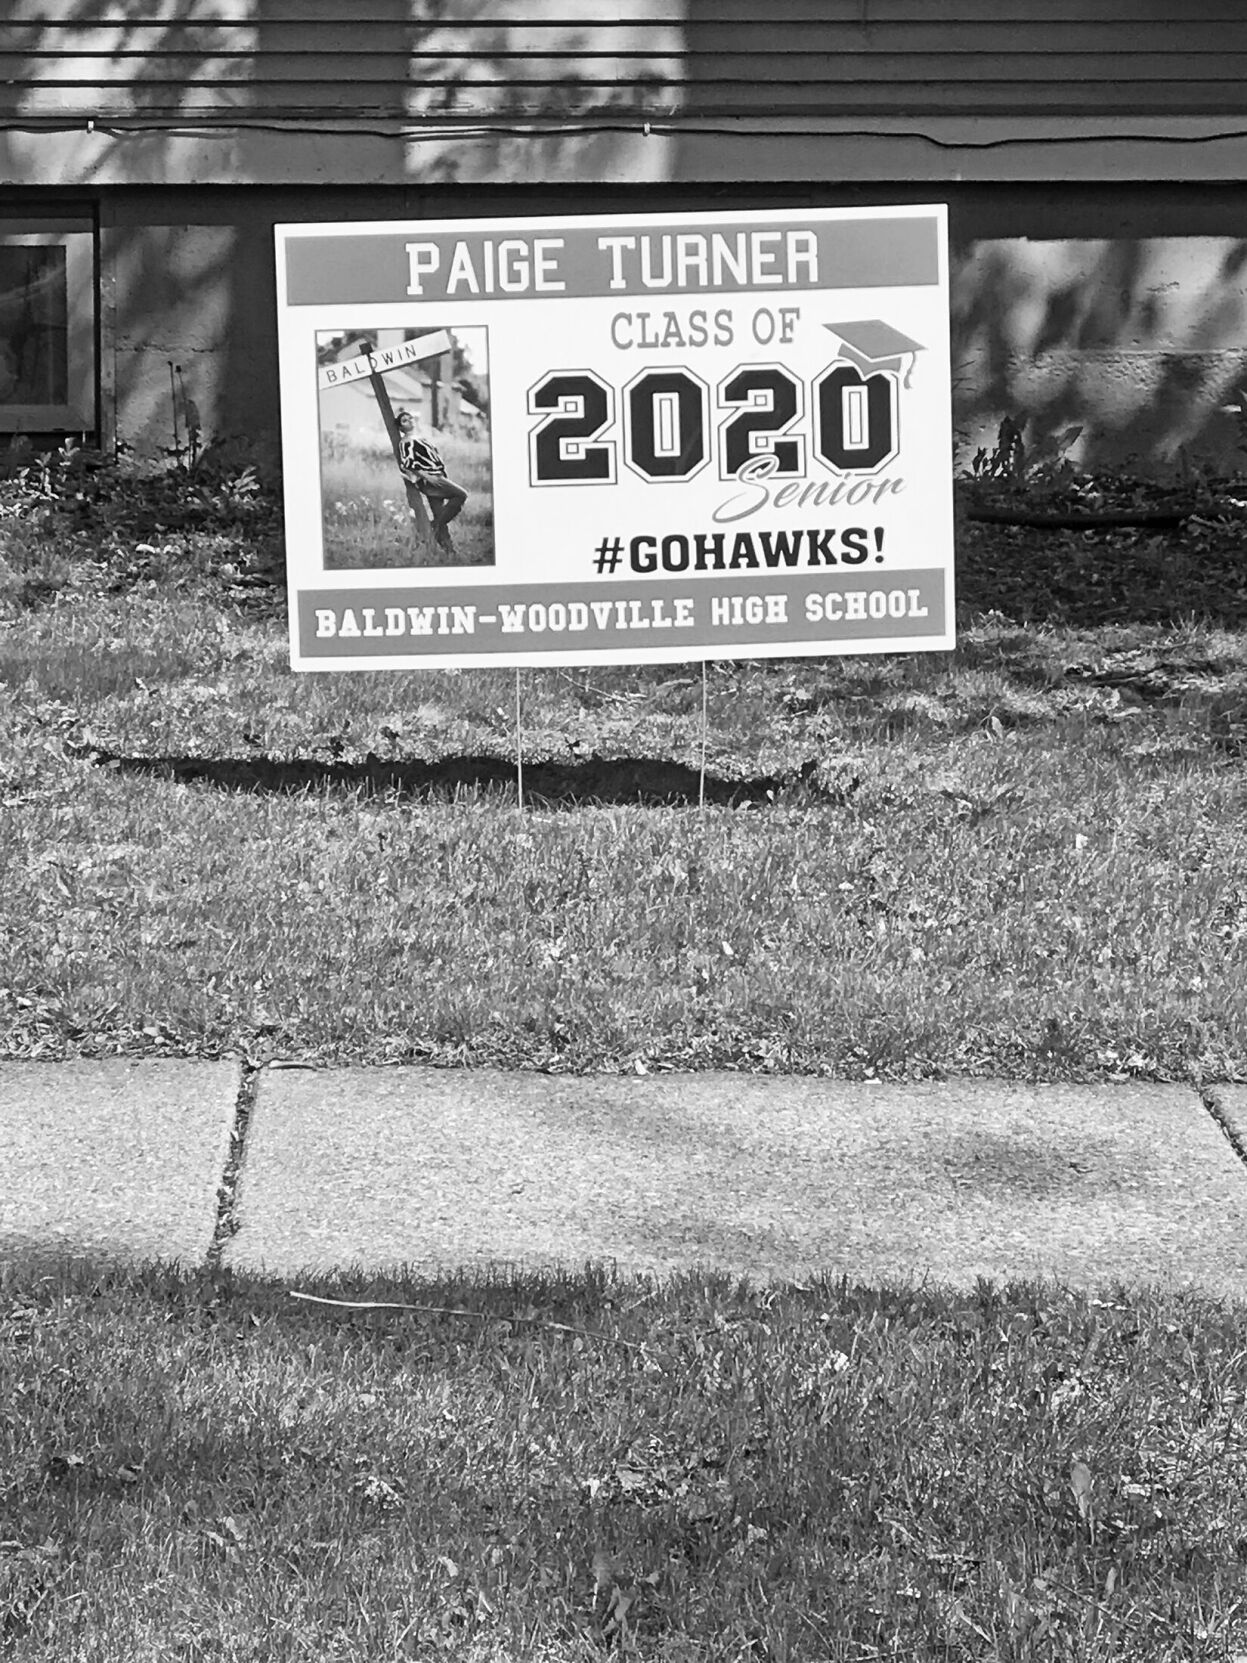 PAIGE TURNER
BALDWIN
CLASS OF
2020
Senior
#GOHAWKS!
BALDWIN-WOODVILLE HIGH SCHOOL